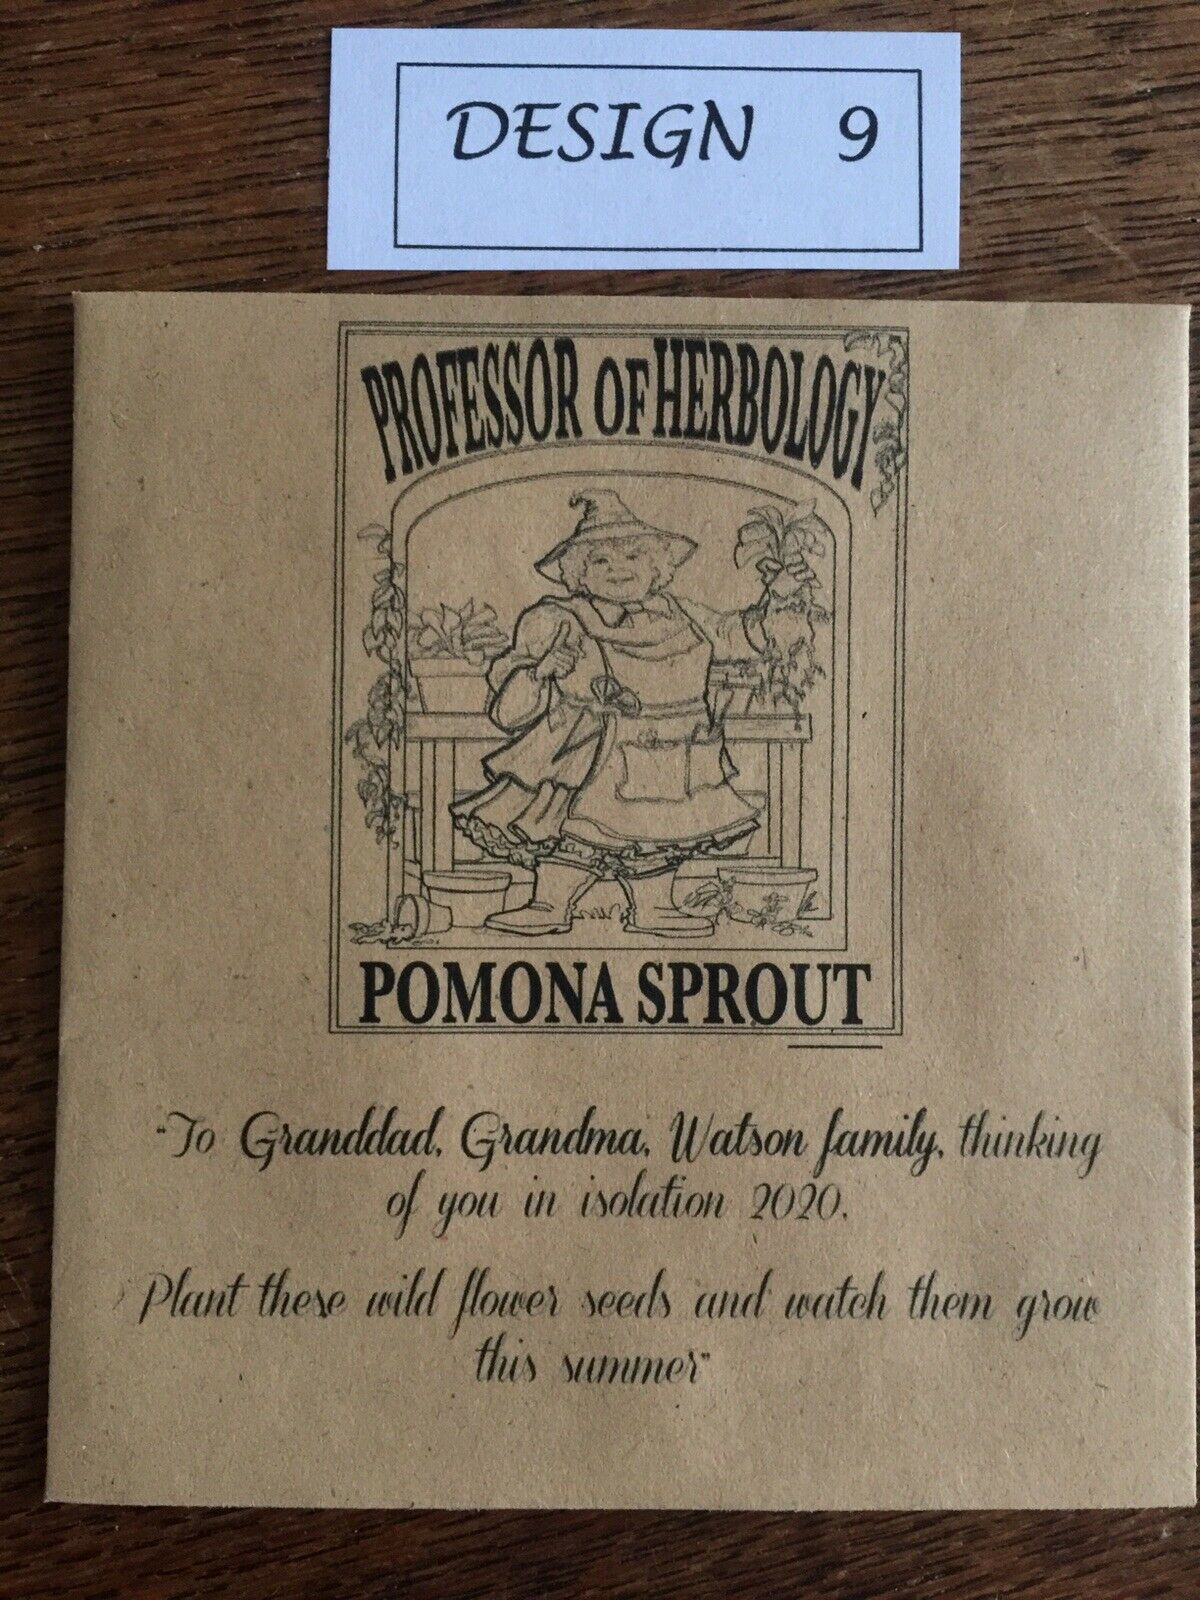 DESIGN 9
PROFESSOR OF HERBOLOGY
POMONA SPROUT
"To Granddad, Grandma, Watson family, thinking
of you in isolation 2020.
Plant these wild flower seeds and watch them grow
this summer"